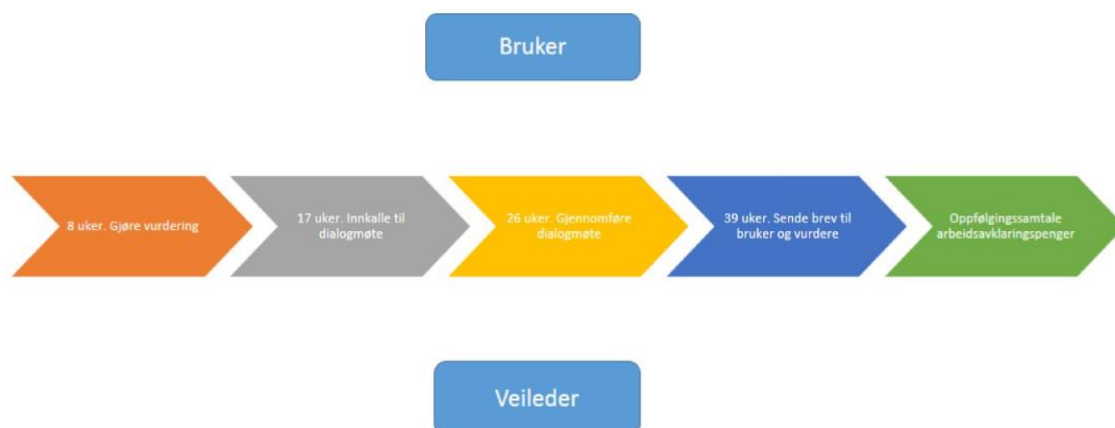 Bruker
8 uker. Gjøre vurdering
17 uker. Innkalle til
dialogmøte
26 uker. Gjennomføre
dialogmøte
39 uker. Sende brev til
bruker og vurdere
Oppfølgingssamtale
arbeidsavklaringspenger
Veileder